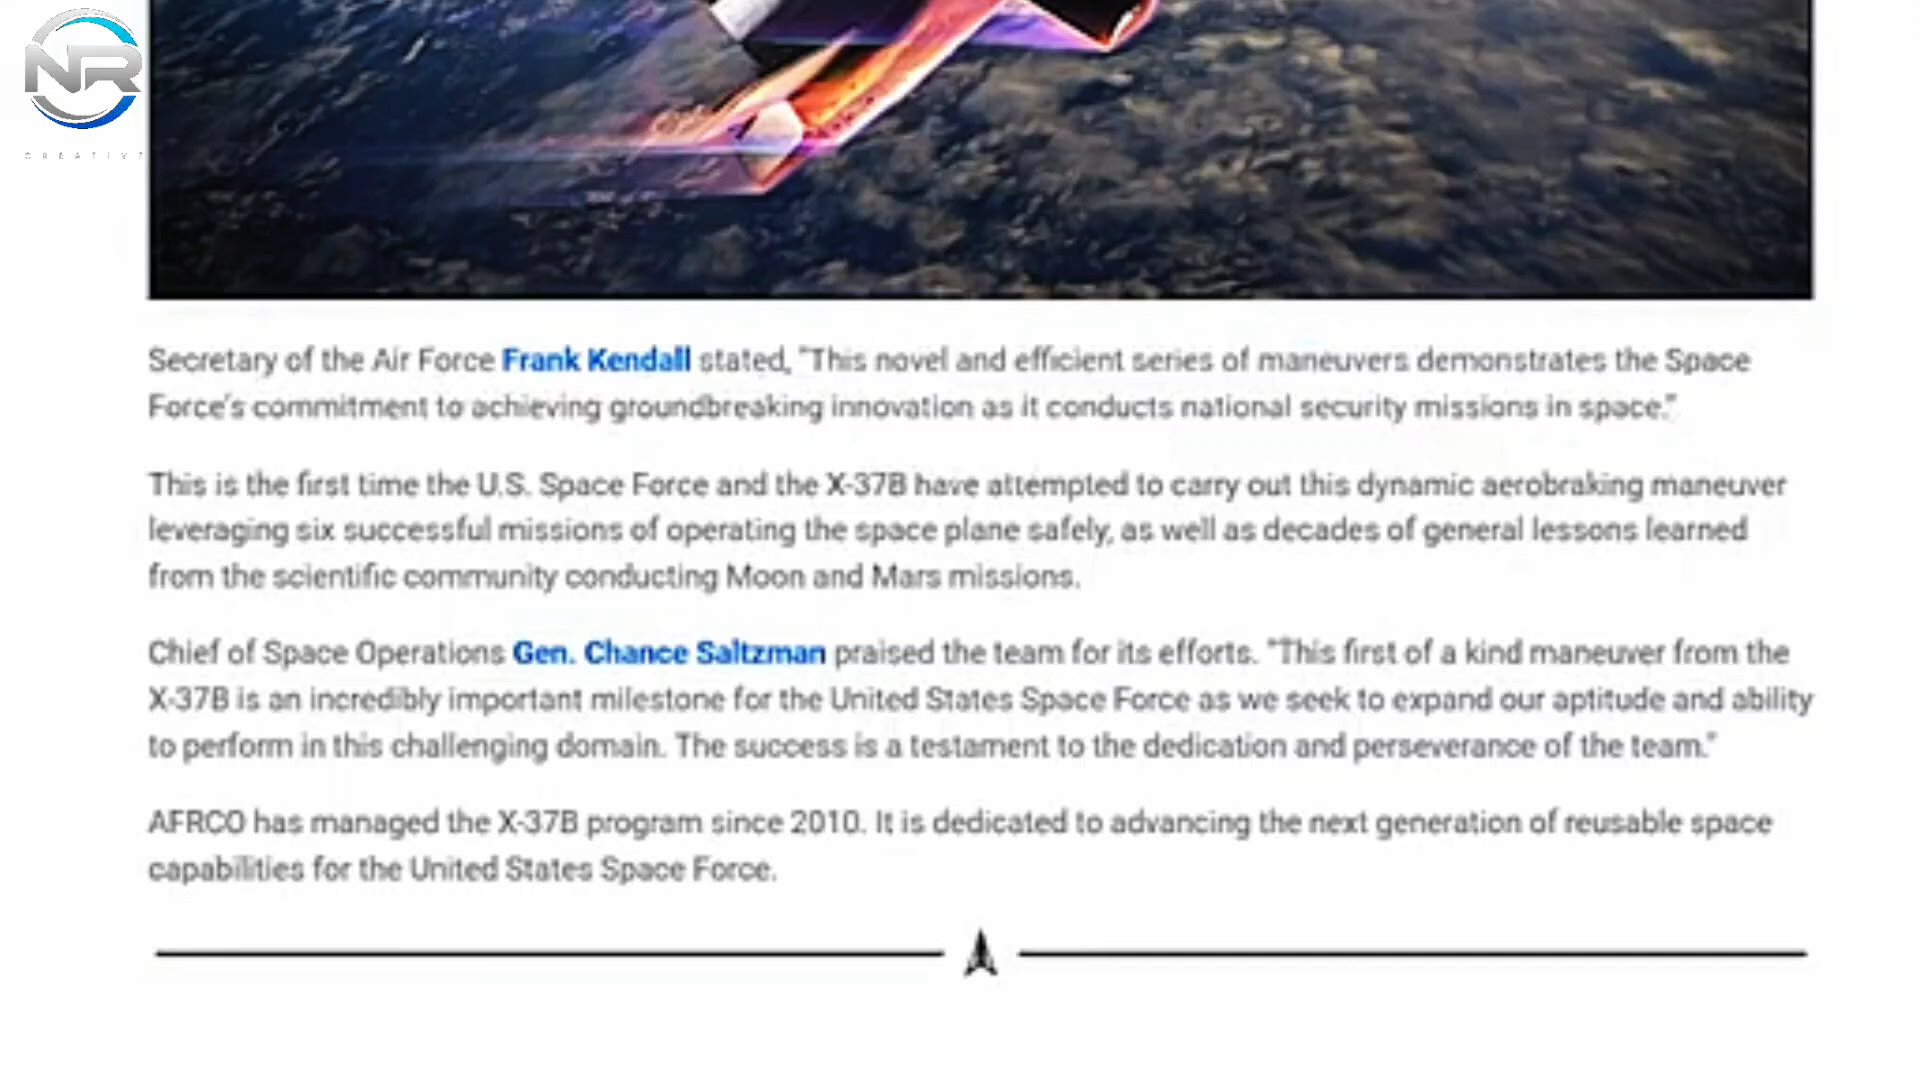 NR
CREATIVE
Secretary of the Air Force Frank Kendall stated, "This novel and efficient series of maneuvers demonstrates the Space
Force's commitment to achieving groundbreaking innovation as it conducts national security missions in space."
This is the first time the U.S. Space Force and the X-37B have attempted to carry out this dynamic aerobraking maneuver
leveraging six successful missions of operating the space plane safely, as well as decades of general lessons learned
from the scientific community conducting Moon and Mars missions.
Chief of Space Operations Gen. Chance Saltzman praised the team for its efforts. "This first of a kind maneuver from the
X-37B is an incredibly important milestone for the United States Space Force as we seek to expand our aptitude and ability
to perform in this challenging domain. The success is a testament to the dedication and perseverance of the team."
AFRCO has managed the X-37B program since 2010. It is dedicated to advancing the next generation of reusable space
capabilities for the United States Space Force.